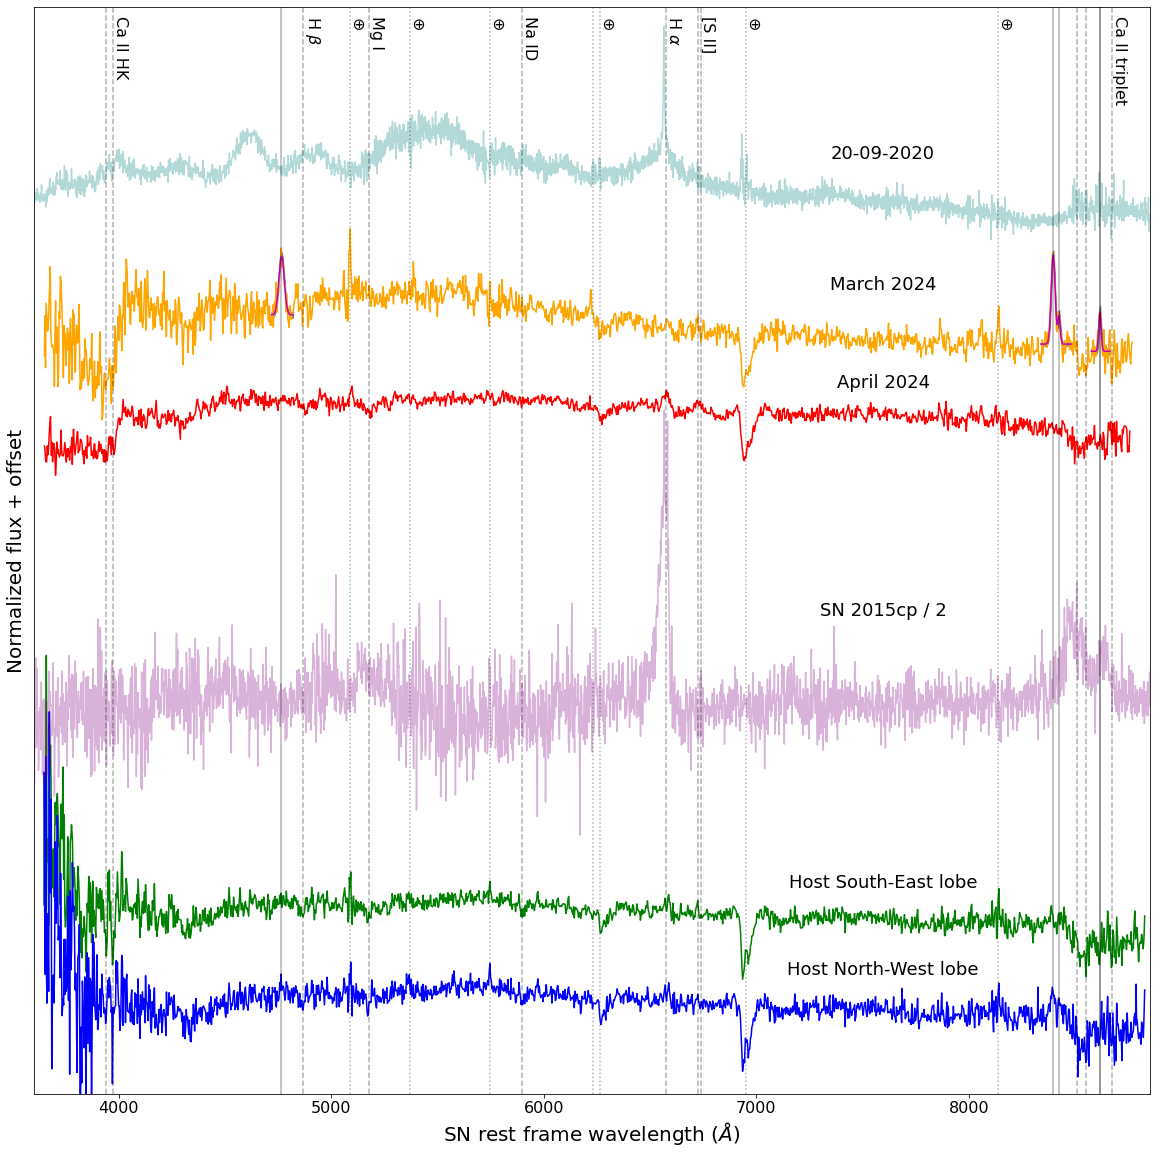 Ca II HK
H β
⊕
Mg I
⊕
⊕
Na ID
⊕
H α
[S II]
⊕
⊕
Ca II triplet
20-09-2020
March 2024
April 2024
SN 2015cp / 2
Host South-East lobe
Host North-West lobe
Normalized flux + offset
4000 5000 6000 7000 8000
SN rest frame wavelength (Å)